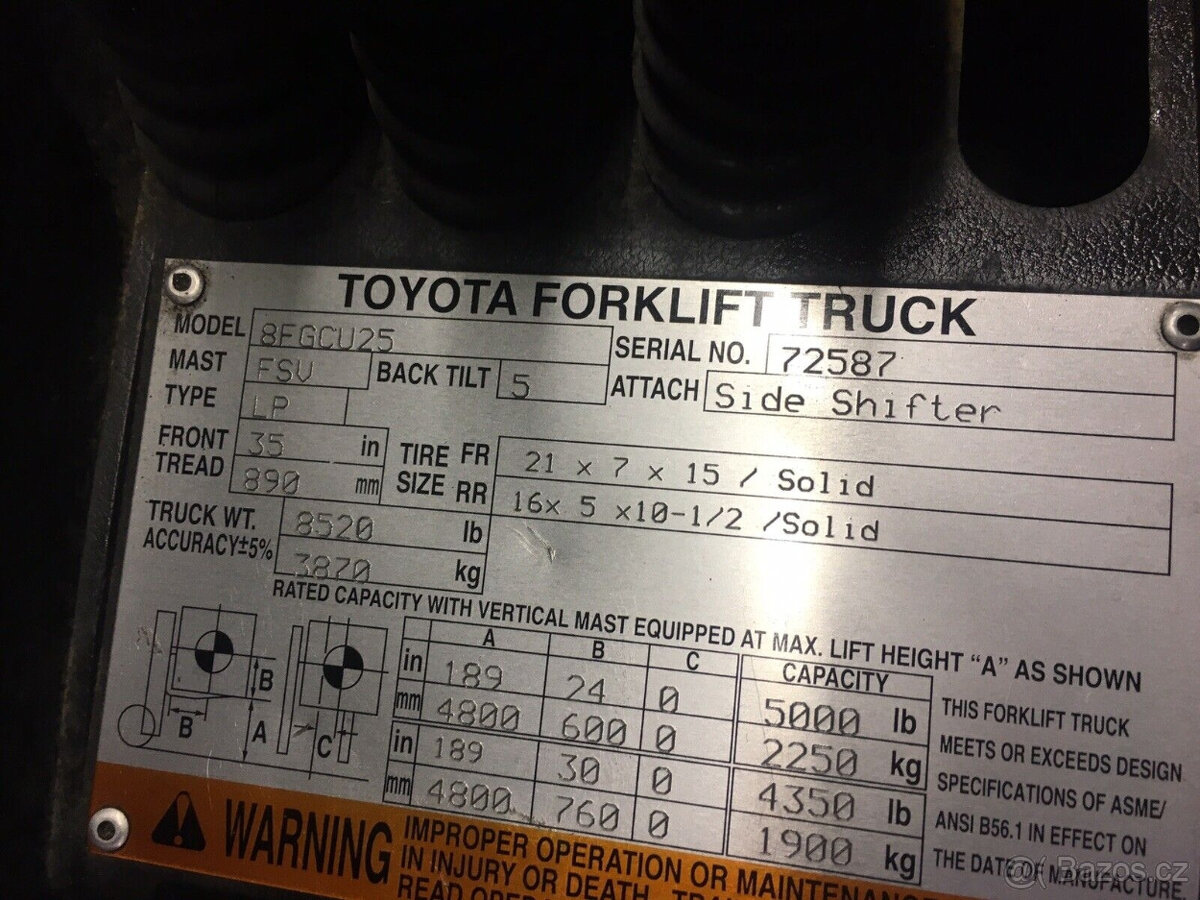 TOYOTA FORKLIFT TRUCK
MODEL 8FGCU25 SERIAL NO. 72587
MAST FSV BACK TILT 5 ATTACH Side Shifter
TYPE LP
FRONT TREAD 35 in
890 mm
TIRE SIZE FR 21 x 7 x 15 / Solid
RR 16x 5 x10-1/2 /Solid
TRUCK WT. 8520 lb
ACCURACY±5% 3870 kg
RATED CAPACITY WITH VERTICAL MAST EQUIPPED AT MAX. LIFT HEIGHT "A" AS SHOWN
A B C CAPACITY
in 189 24 0 5000 lb
mm 4800 600 0 2250 kg
in 189 30 0 4350 lb
mm 4800 760 0 1900 kg
B B A C
THIS FORKLIFT TRUCK
MEETS OR EXCEEDS DESIGN
SPECIFICATIONS OF ASME/
ANSI B56.1 IN EFFECT ON
THE DATE OF MANUFACTURE
WARNING
IMPROPER OPERATION OR MAINTENANCE
IN INJURY OR DEATH.
Bazos.cz